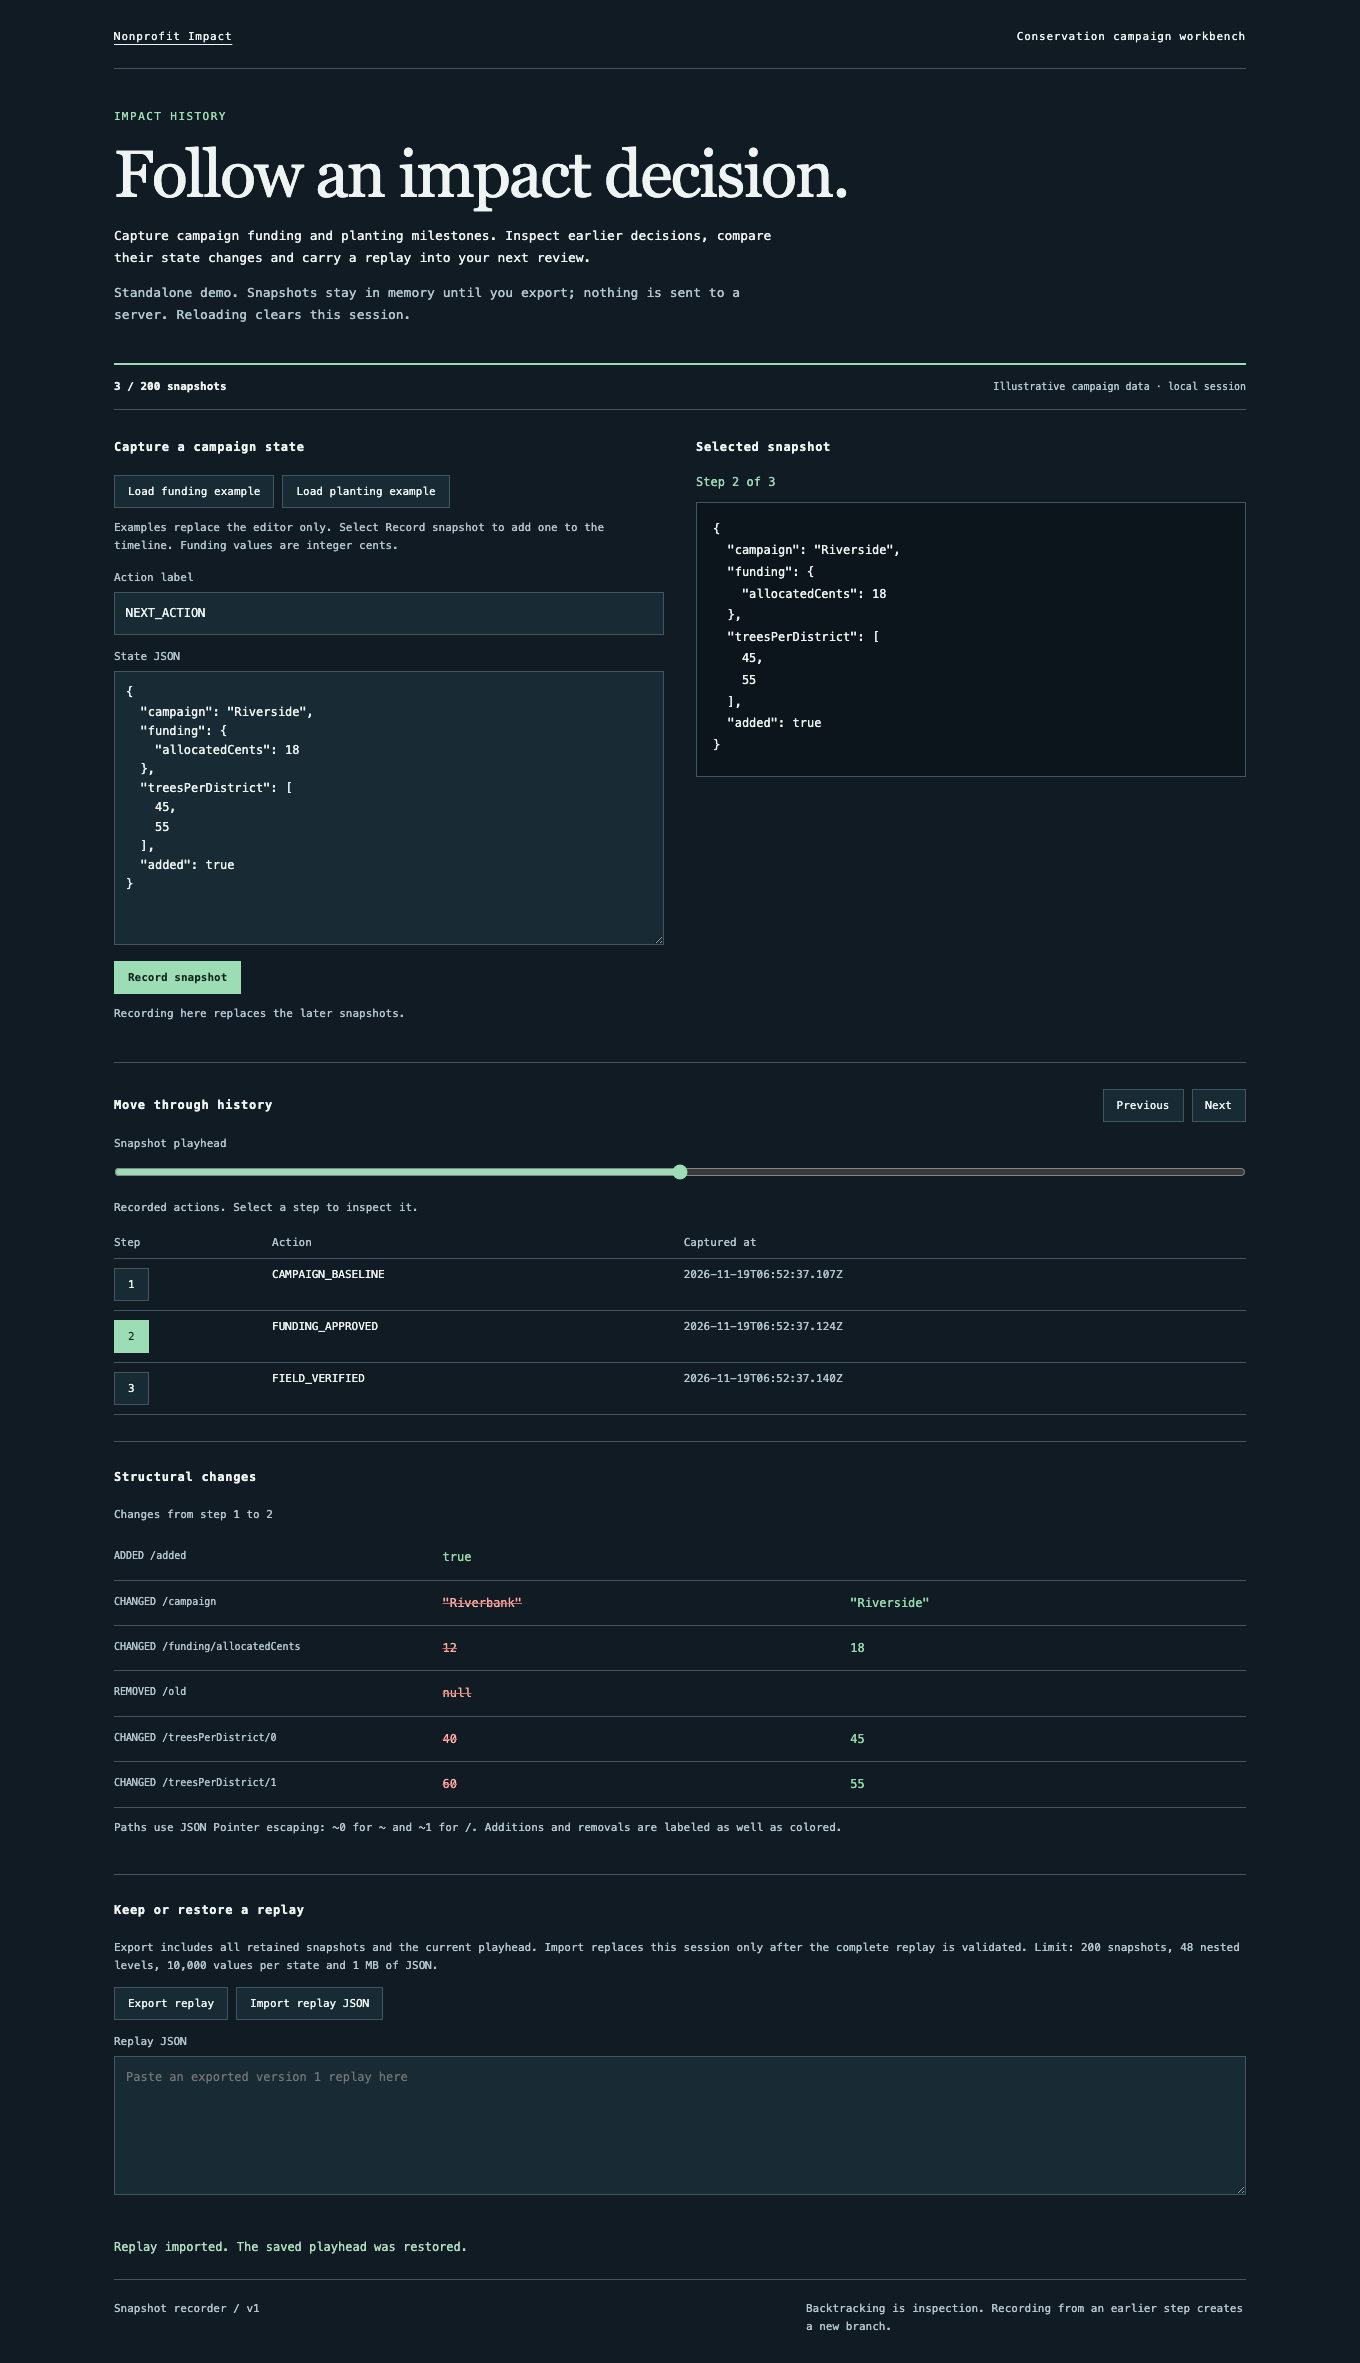 Nonprofit Impact
Conservation campaign workbench
IMPACT HISTORY
Follow an impact decision.
Capture campaign funding and planting milestones. Inspect earlier decisions, compare
their state changes and carry a replay into your next review.
Standalone demo. Snapshots stay in memory until you export; nothing is sent to a
server. Reloading clears this session.
3 / 200 snapshots
Illustrative campaign data · local session
Capture a campaign state
Load funding example
Load planting example
Examples replace the editor only. Select Record snapshot to add one to the
timeline. Funding values are integer cents.
Action label
NEXT_ACTION
State JSON
{
"campaign": "Riverside",
"funding": {
"allocatedCents": 18
},
"treesPerDistrict": [
45,
55
],
"added": true
}
Record snapshot
Recording here replaces the later snapshots.
Selected snapshot
Step 2 of 3
{
"campaign": "Riverside",
"funding": {
"allocatedCents": 18
},
"treesPerDistrict": [
45,
55
],
"added": true
}
Move through history
Previous
Next
Snapshot playhead
Recorded actions. Select a step to inspect it.
Step Action Captured at
1 CAMPAIGN_BASELINE 2026-11-19T06:52:37.107Z
2 FUNDING_APPROVED 2026-11-19T06:52:37.124Z
3 FIELD_VERIFIED 2026-11-19T06:52:37.140Z
Structural changes
Changes from step 1 to 2
ADDED /added true
CHANGED /campaign "Riverbank" "Riverside"
CHANGED /funding/allocatedCents 12 18
REMOVED /old null
CHANGED /treesPerDistrict/0 40 45
CHANGED /treesPerDistrict/1 60 55
Paths use JSON Pointer escaping: ~0 for ~ and ~1 for /. Additions and removals are labeled as well as colored.
Keep or restore a replay
Export includes all retained snapshots and the current playhead. Import replaces this session only after the complete replay is validated. Limit: 200 snapshots, 48 nested
levels, 10,000 values per state and 1 MB of JSON.
Export replay
Import replay JSON
Replay JSON
Paste an exported version 1 replay here
Replay imported. The saved playhead was restored.
Snapshot recorder / v1
Backtracking is inspection. Recording from an earlier step creates
a new branch.